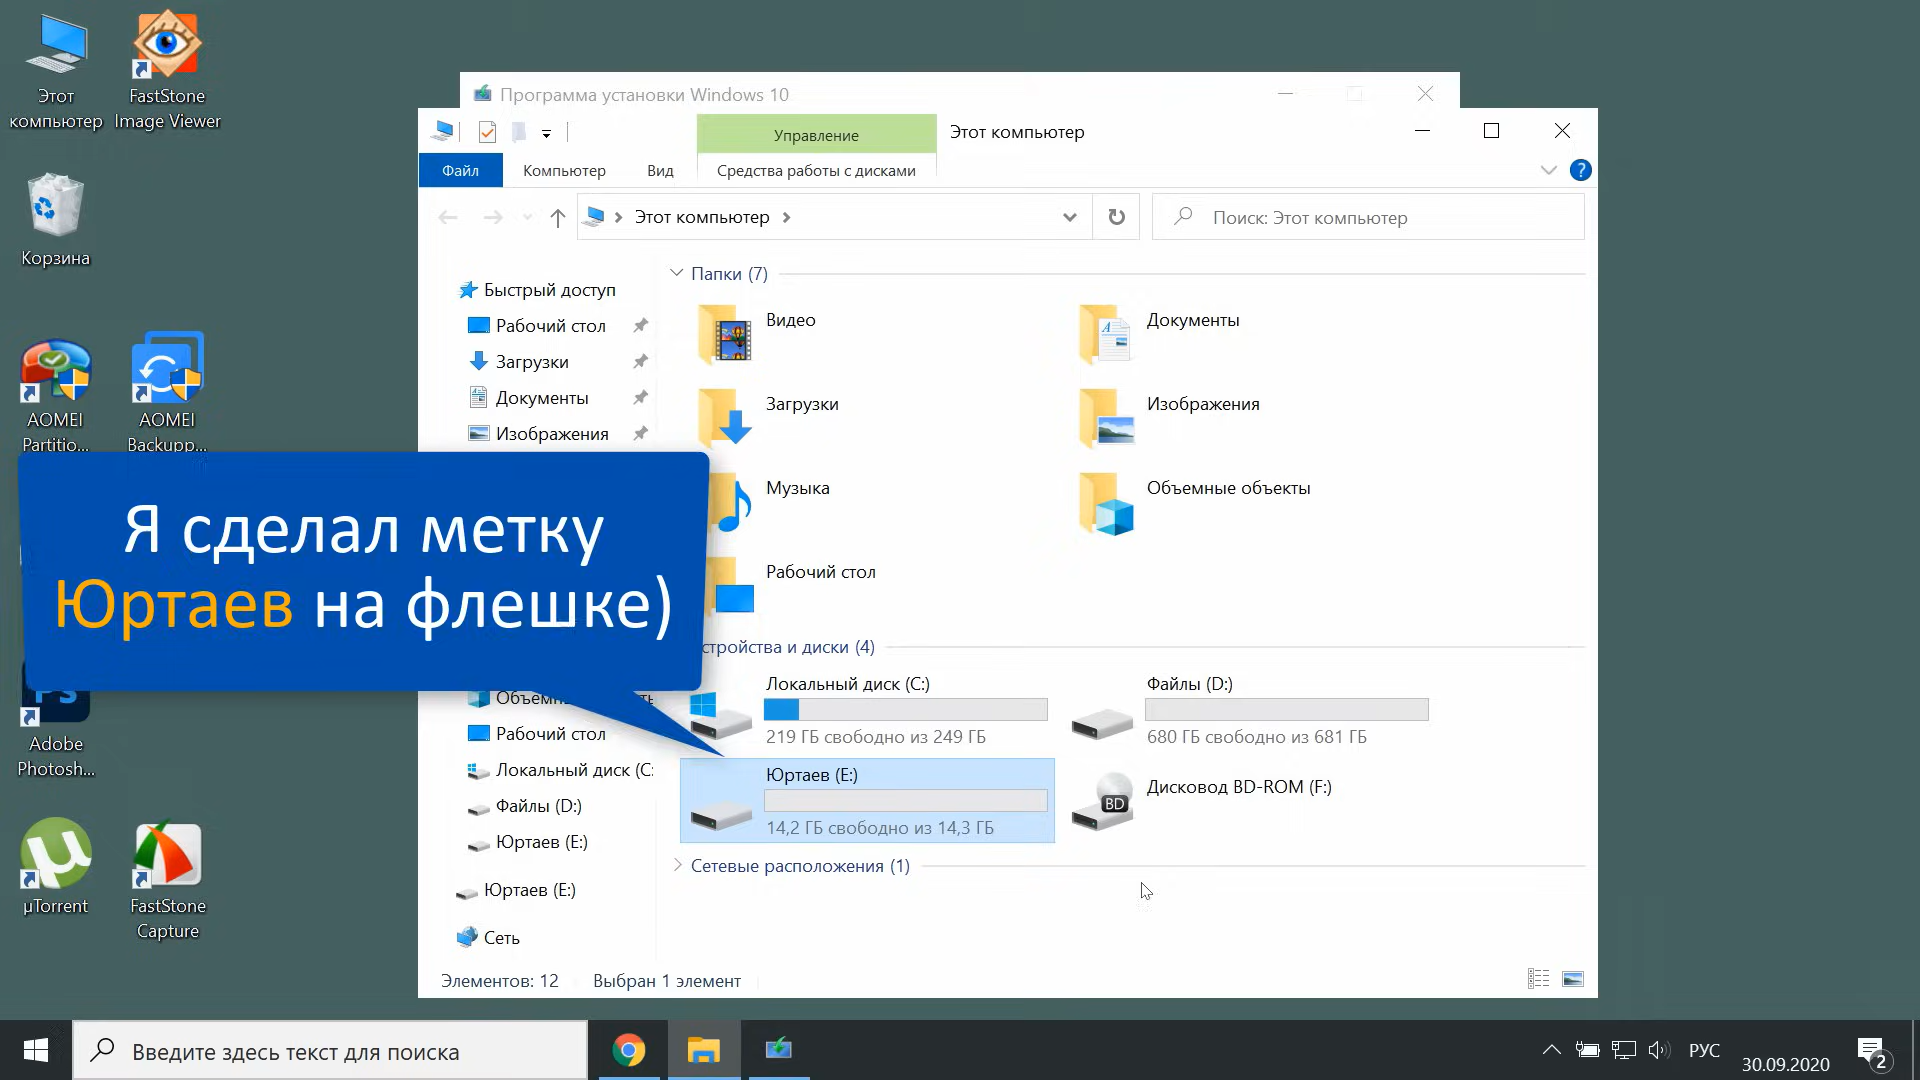 Этот
компьютер
FastStone
Image Viewer
Корзина
AOMEI
Partitio...
AOMEI
Backupp...
Adobe
Photosh...
µTorrent
FastStone
Capture
Программа установки Windows 10
Управление
Этот компьютер
Файл
Компьютер
Вид
Средства работы с дисками
?
Этот компьютер
Поиск: Этот компьютер
Быстрый доступ
Рабочий стол
Загрузки
Документы
Изображения
Рабочий стол
Локальный диск (C:
Файлы (D:)
Юртаев (E:)
Юртаев (E:)
Сеть
Папки (7)
Видео
Документы
Загрузки
Изображения
Музыка
Объемные объекты
Рабочий стол
стройства и диски (4)
Локальный диск (C:)
219 ГБ свободно из 249 ГБ
Файлы (D:)
680 ГБ свободно из 681 ГБ
Юртаев (E:)
14,2 ГБ свободно из 14,3 ГБ
BD
Дисковод BD-ROM (F:)
Сетевые расположения (1)
Элементов: 12
Выбран 1 элемент
Я сделал метку
Юртаев на флешке)
Введите здесь текст для поиска
РУС
30.09.2020
2